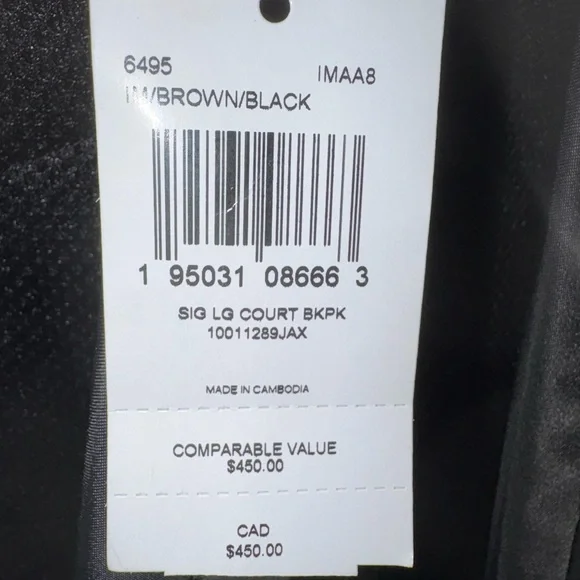 6495 IMAA8
IM/BROWN/BLACK
1 95031 08666 3
SIG LG COURT BKPK
10011289JAX
MADE IN CAMBODIA
COMPARABLE VALUE
$450.00
CAD
$450.00